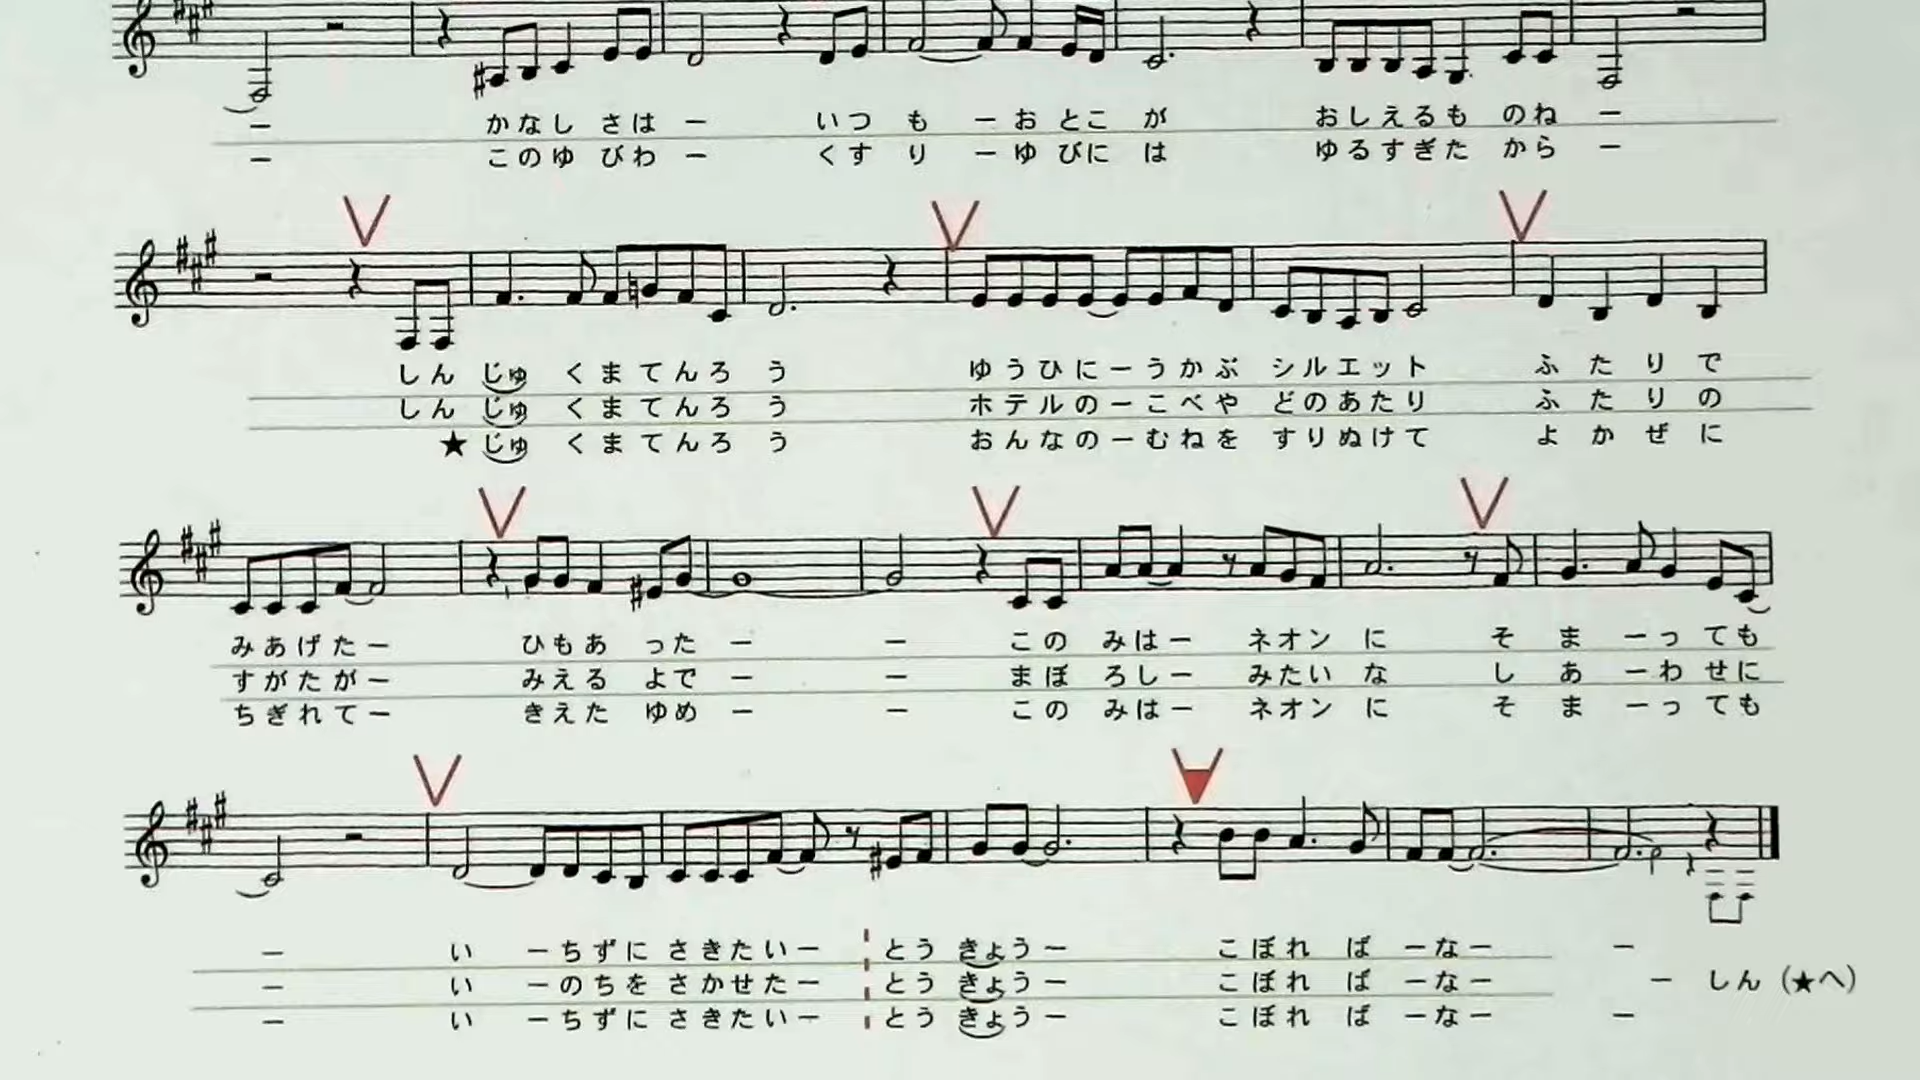 ー かなし さは ー いつ も ーお とこ が おしえるも のね ー
ー このゆ びわ ー くす り ーゆ びに は ゆるすぎた から ー
しん じゅ くまてんろ う ゆうひにーうかぶ シルエット ふ た り で
しん じゅ くまてんろ う ホテルのーこべや どのあたり ふ た り の
★じゅ くまてんろ う おんなのーむねを すりぬけて よ か ぜ に
みあげたー ひもあ った ー ー この みはー ネオン に そ ま ーっ ても
すがたがー みえる よで ー ー まぼ ろしー みたい な し あ ーわ せに
ちぎれてー きえた ゆめ ー ー この みはー ネオン に そ ま ーっ ても
ー い ーちずに さきたいー とう きょうー こぼれ ば ーなー ー
ー い ーのちを さかせたー とう きょうー こぼれ ば ーなー ー しん (★へ)
ー い ーちずに さきたいー とう きょうー こぼれ ば ーなー ー